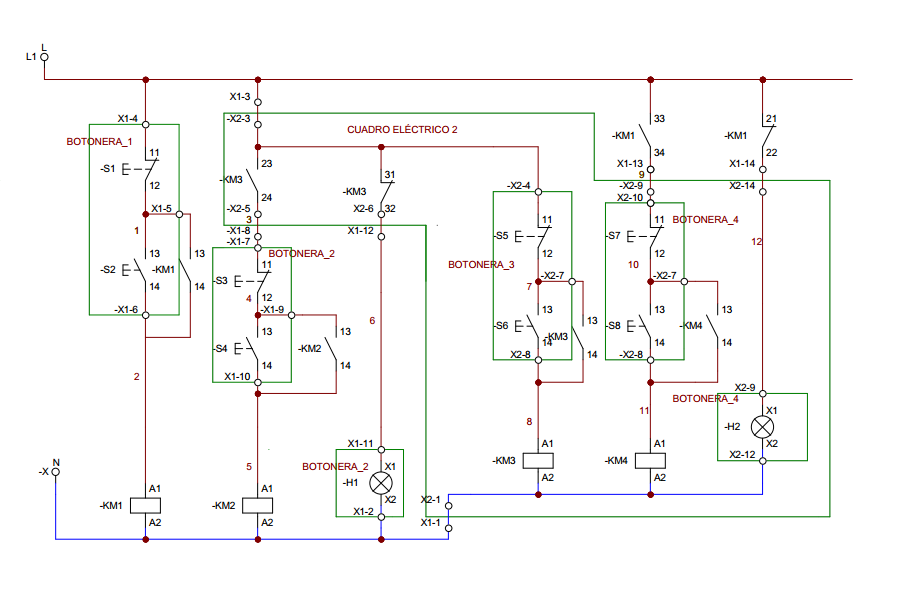 L
L1
X1-3
X1-4
-X2-3
CUADRO ELÉCTRICO 2
33
21
BOTONERA_1
-KM1
-KM1
11
34
22
-S1
23
X1-13
X1-14
12
-KM3
31
9
-KM3
-X2-9
X2-14
24
X2-4
-X2-10
X1-5
-X2-5
X2-6
32
3
11
11
BOTONERA_4
1
-X1-8
X1-12
-S5
-S7
-X1-7
12
13
13
BOTONERA_2
12
12
-S2
-KM1
11
BOTONERA_3
10
-S3
-X2-7
-X2-7
14
14
4
12
7
-X1-6
-X1-9
13
13
13
13
6
-S6
-KM3
-S8
-KM4
13
13
14
14
14
14
-S4
-KM2
X2-8
-X2-8
14
14
2
X1-10
X2-9
BOTONERA_4
11
X1
8
-H2
X1-11
A1
A1
X2
N
5
BOTONERA_2
X1
-KM3
-KM4
X2-12
-X
-H1
A2
A2
A1
A1
X2
X2-1
-KM1
-KM2
X1-2
A2
A2
X1-1